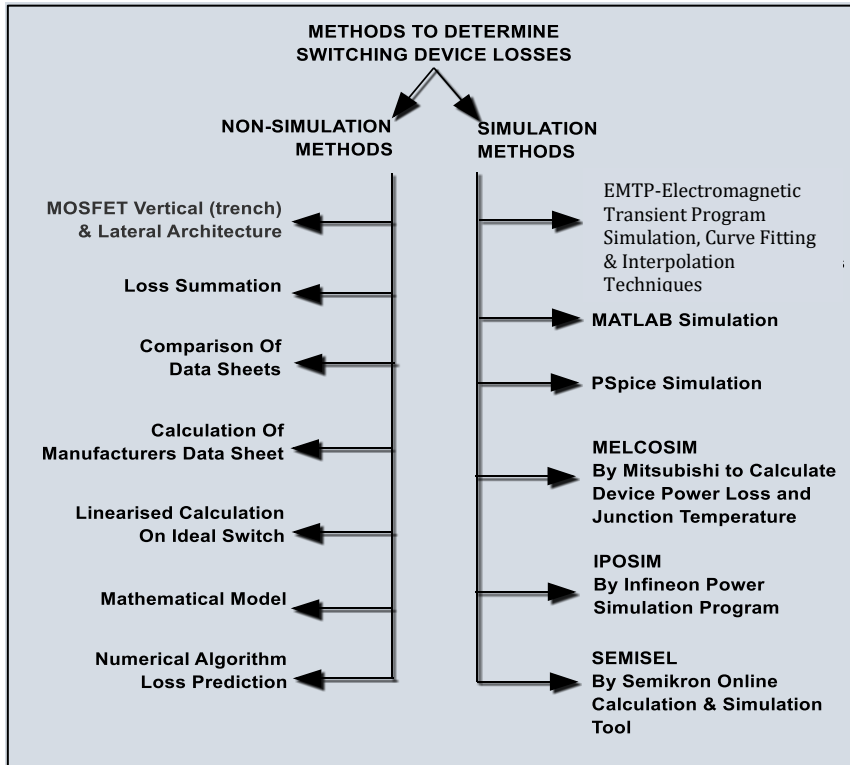 METHODS TO DETERMINE
SWITCHING DEVICE LOSSES
NON-SIMULATION
METHODS
MOSFET Vertical (trench)
& Lateral Architecture
Loss Summation
Comparison Of
Data Sheets
Calculation Of
Manufacturers Data Sheet
Linearised Calculation
On Ideal Switch
Mathematical Model
Numerical Algorithm
Loss Prediction
SIMULATION
METHODS
EMTP-Electromagnetic
Transient Program
Simulation, Curve Fitting
& Interpolation
Techniques
MATLAB Simulation
PSpice Simulation
MELCOSIM
By Mitsubishi to Calculate
Device Power Loss and
Junction Temperature
IPOSIM
By Infineon Power
Simulation Program
SEMISEL
By Semikron Online
Calculation & Simulation
Tool